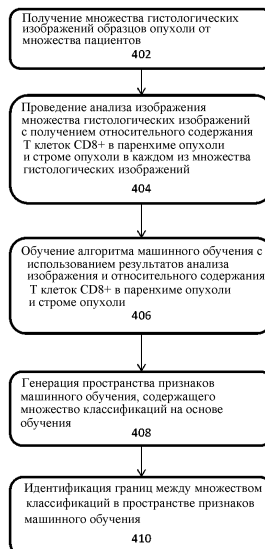 Получение множества гистологических
изображений образцов опухоли от
множества пациентов
402
Проведение анализа изображения
множества гистологических изображений
с получением относительного содержания
Т клеток CD8+ в паренхиме опухоли
и строме опухоли в каждом из множества
гистологических изображений
404
Обучение алгоритма машинного обучения с
использованием результатов анализа
изображения и относительного содержания
Т клеток CD8+ в паренхиме опухоли
и строме опухоли
406
Генерация пространства признаков
машинного обучения, содержащего
множество классификаций на основе
обучения
408
Идентификация границ между множеством
классификаций в пространстве признаков
машинного обучения
410